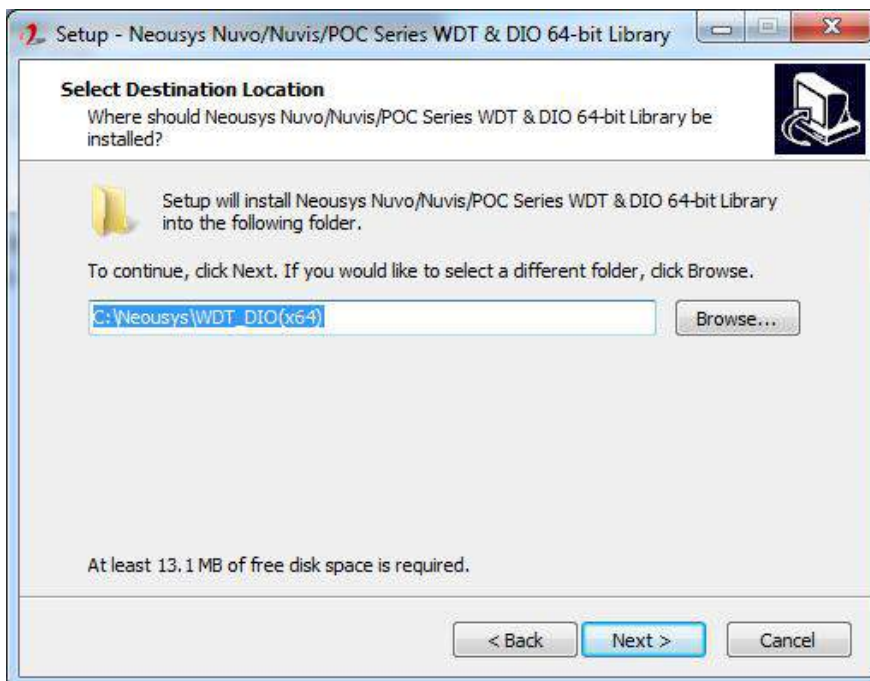 Setup - Neousys Nuvo/Nuvis/POC Series WDT & DIO 64-bit Library
Select Destination Location
Where should Neousys Nuvo/Nuvis/POC Series WDT & DIO 64-bit Library be
installed?
Setup will install Neousys Nuvo/Nuvis/POC Series WDT & DIO 64-bit Library
into the following folder.
To continue, click Next. If you would like to select a different folder, click Browse.
C:\Neousys\WDT_DIO(x64)
Browse...
At least 13.1 MB of free disk space is required.
< Back
Next >
Cancel